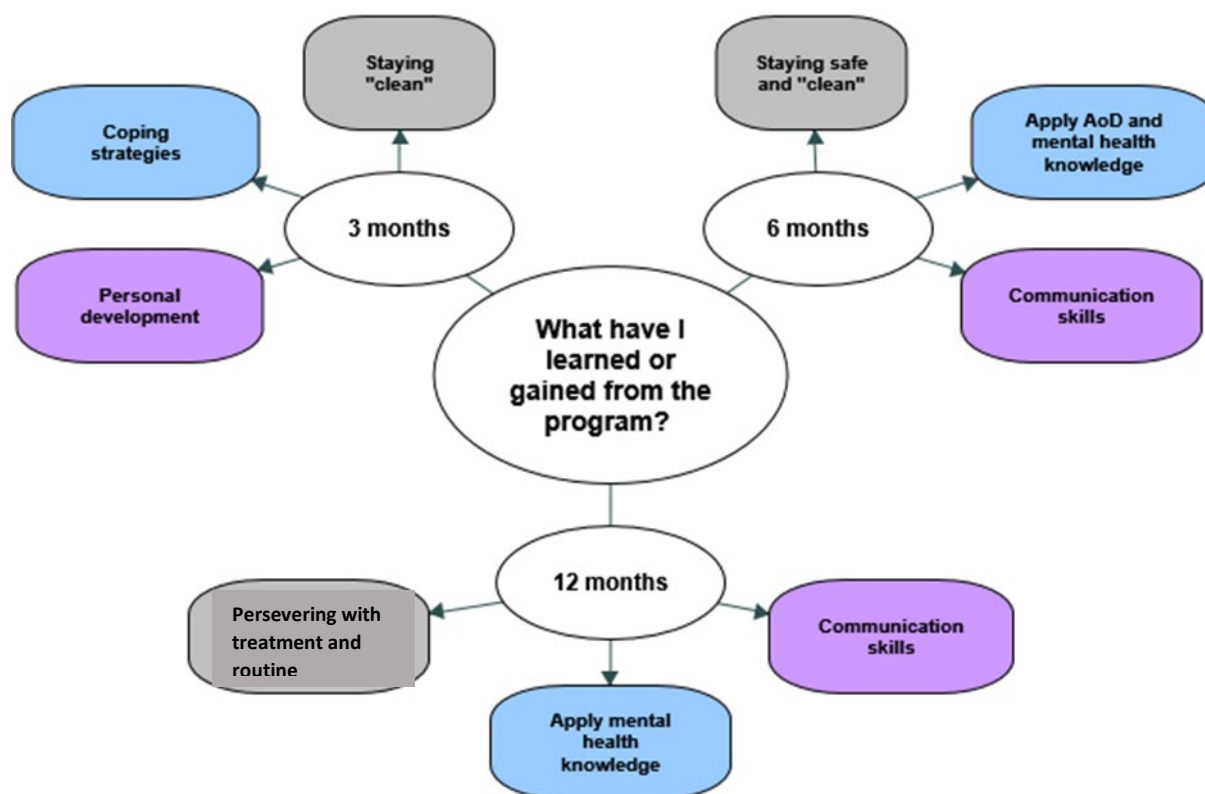 Staying
"clean"
Staying safe
and "clean"
Coping
strategies
Apply AoD and
mental health
knowledge
3 months
6 months
Personal
development
Communication
skills
What have I
learned or
gained from the
program?
12 months
Persevering with
treatment and
routine
Communication
skills
Apply mental
health
knowledge